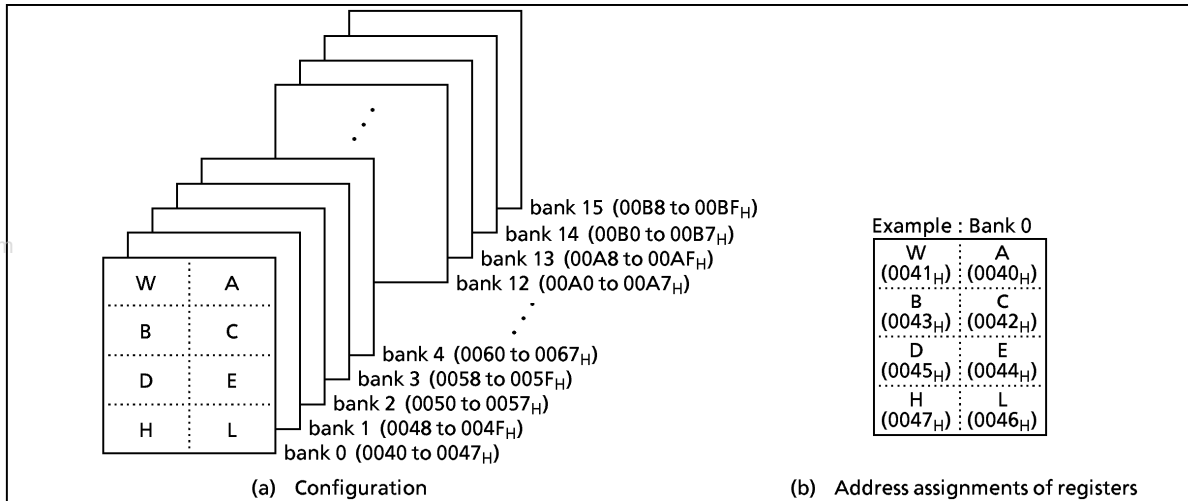 bank 15 (00B8 to 00BFH)
bank 14 (00B0 to 00B7H)
bank 13 (00A8 to 00AFH)
bank 12 (00A0 to 00A7H)
bank 4 (0060 to 0067H)
bank 3 (0058 to 005FH)
bank 2 (0050 to 0057H)
bank 1 (0048 to 004FH)
bank 0 (0040 to 0047H)
W A
B C
D E
H L
(a) Configuration
Example : Bank 0
W A
(0041H) (0040H)
B C
(0043H) (0042H)
D E
(0045H) (0044H)
H L
(0047H) (0046H)
(b) Address assignments of registers